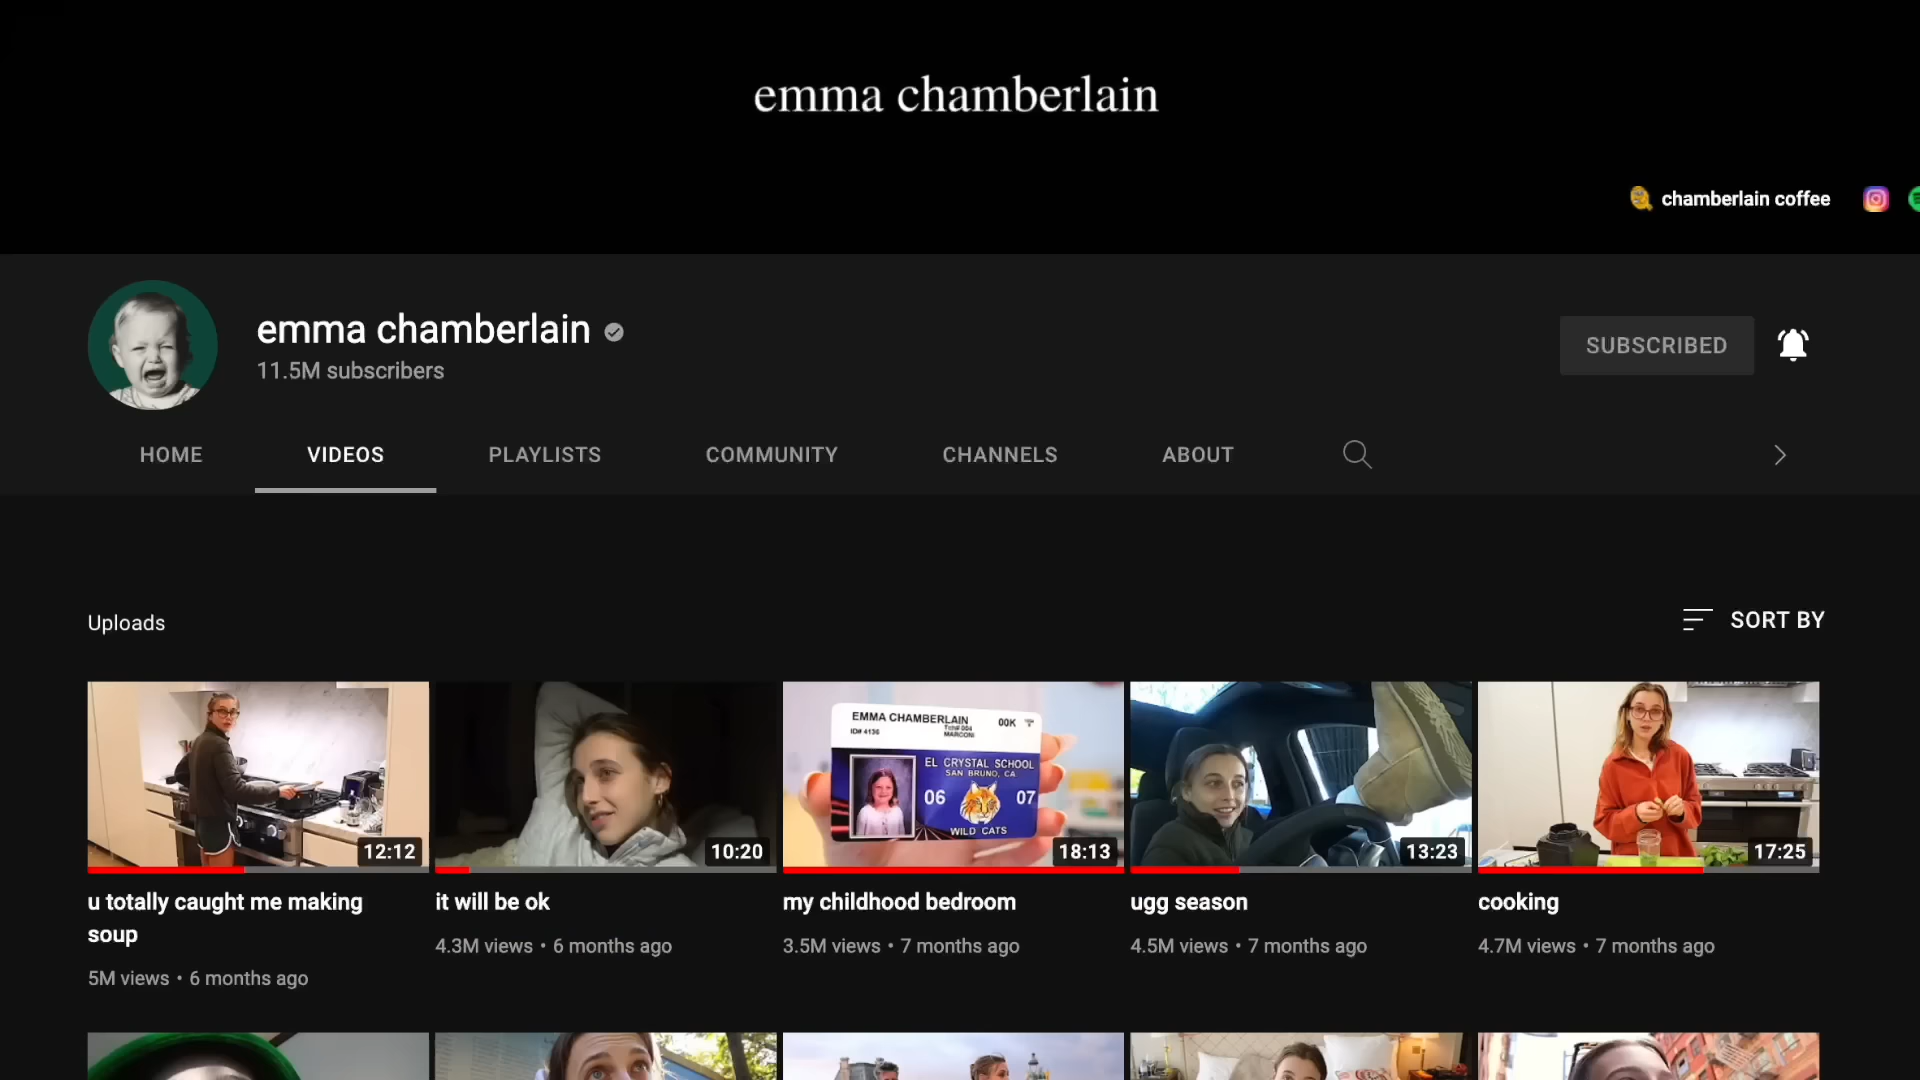 emma chamberlain
chamberlain coffee
emma chamberlain
11.5M subscribers
SUBSCRIBED
HOME
VIDEOS
PLAYLISTS
COMMUNITY
CHANNELS
ABOUT
Uploads
SORT BY
EMMA CHAMBERLAIN
00K
ID# 4136
MARCONI
EL CRYSTAL SCHOOL
SAN BRUNO, CA
06
07
WILD CATS
12:12
10:20
18:13
13:23
17:25
u totally caught me making
soup
5M views • 6 months ago
it will be ok
4.3M views • 6 months ago
my childhood bedroom
3.5M views • 7 months ago
ugg season
4.5M views • 7 months ago
cooking
4.7M views • 7 months ago